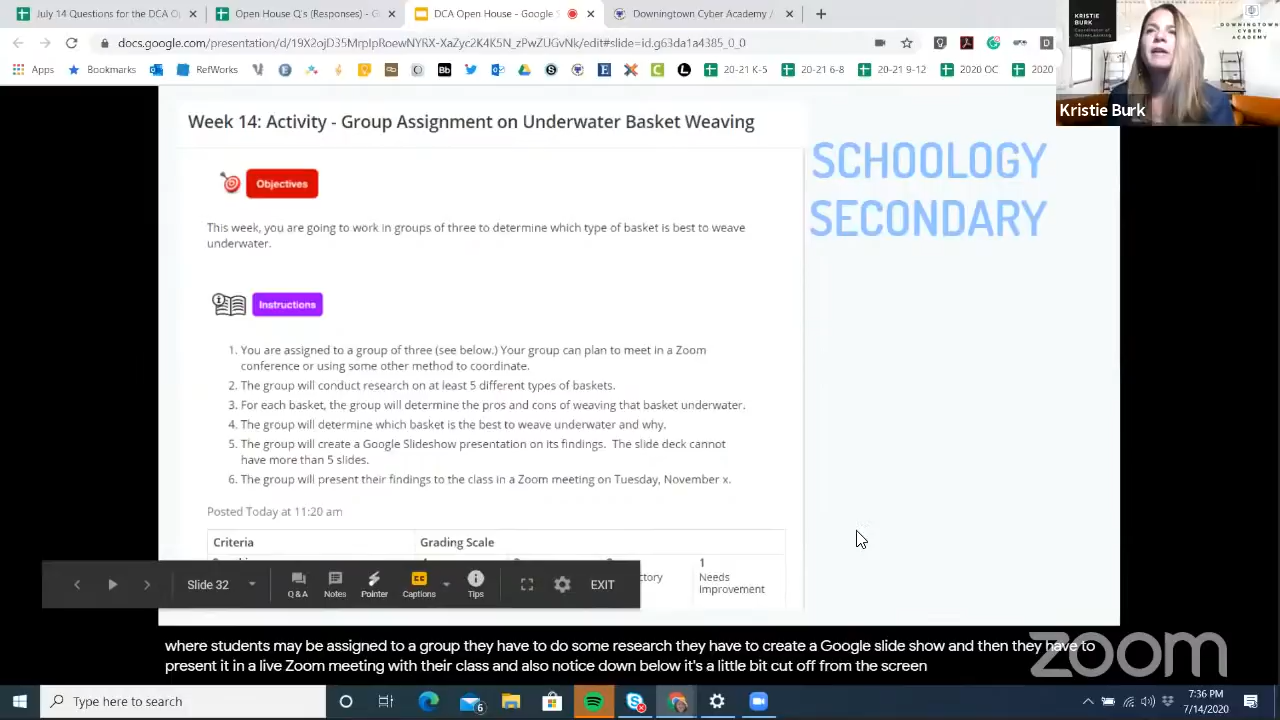 July 14 Questions for the DCA O
Open House Q's (Responses) -
house - Google
Downingtown Cyber
docs.google.com
Apps
Bookmarks
RefWorks
Bb
20-21 K-5
20-21 6-8
20-21 9-12
2020 OC
2020
KRISTIE
BURK
DOWNINGTOWN
CYBER
ACADEMY
Kristie Burk
Week 14: Activity - Group Assignment on Underwater Basket Weaving
SCHOOLOGY
SECONDARY
Objectives
This week, you are going to work in groups of three to determine which type of basket is best to weave
underwater.
Instructions
1. You are assigned to a group of three (see below.) Your group can plan to meet in a Zoom
conference or using some other method to coordinate.
2. The group will conduct research on at least 5 different types of baskets.
3. For each basket, the group will determine the pros and cons of weaving that basket underwater.
4. The group will determine which basket is the best to weave underwater and why.
5. The group will create a Google Slideshow presentation on its findings. The slide deck cannot
have more than 5 slides.
6. The group will present their findings to the class in a Zoom meeting on Tuesday, November x.
Posted Today at 11:20 am
Criteria Grading Scale
1
ctory Needs
improvement
Slide 32
Q & A
Notes
Pointer
Captions
Tips
EXIT
where students may be assigned to a group they have to do some research they have to create a Google slide show and then they have to
present it in a live Zoom meeting with their class and also notice down below it's a little bit cut off from the screen
zoom
Type here to search
7:36 PM
7/14/2020